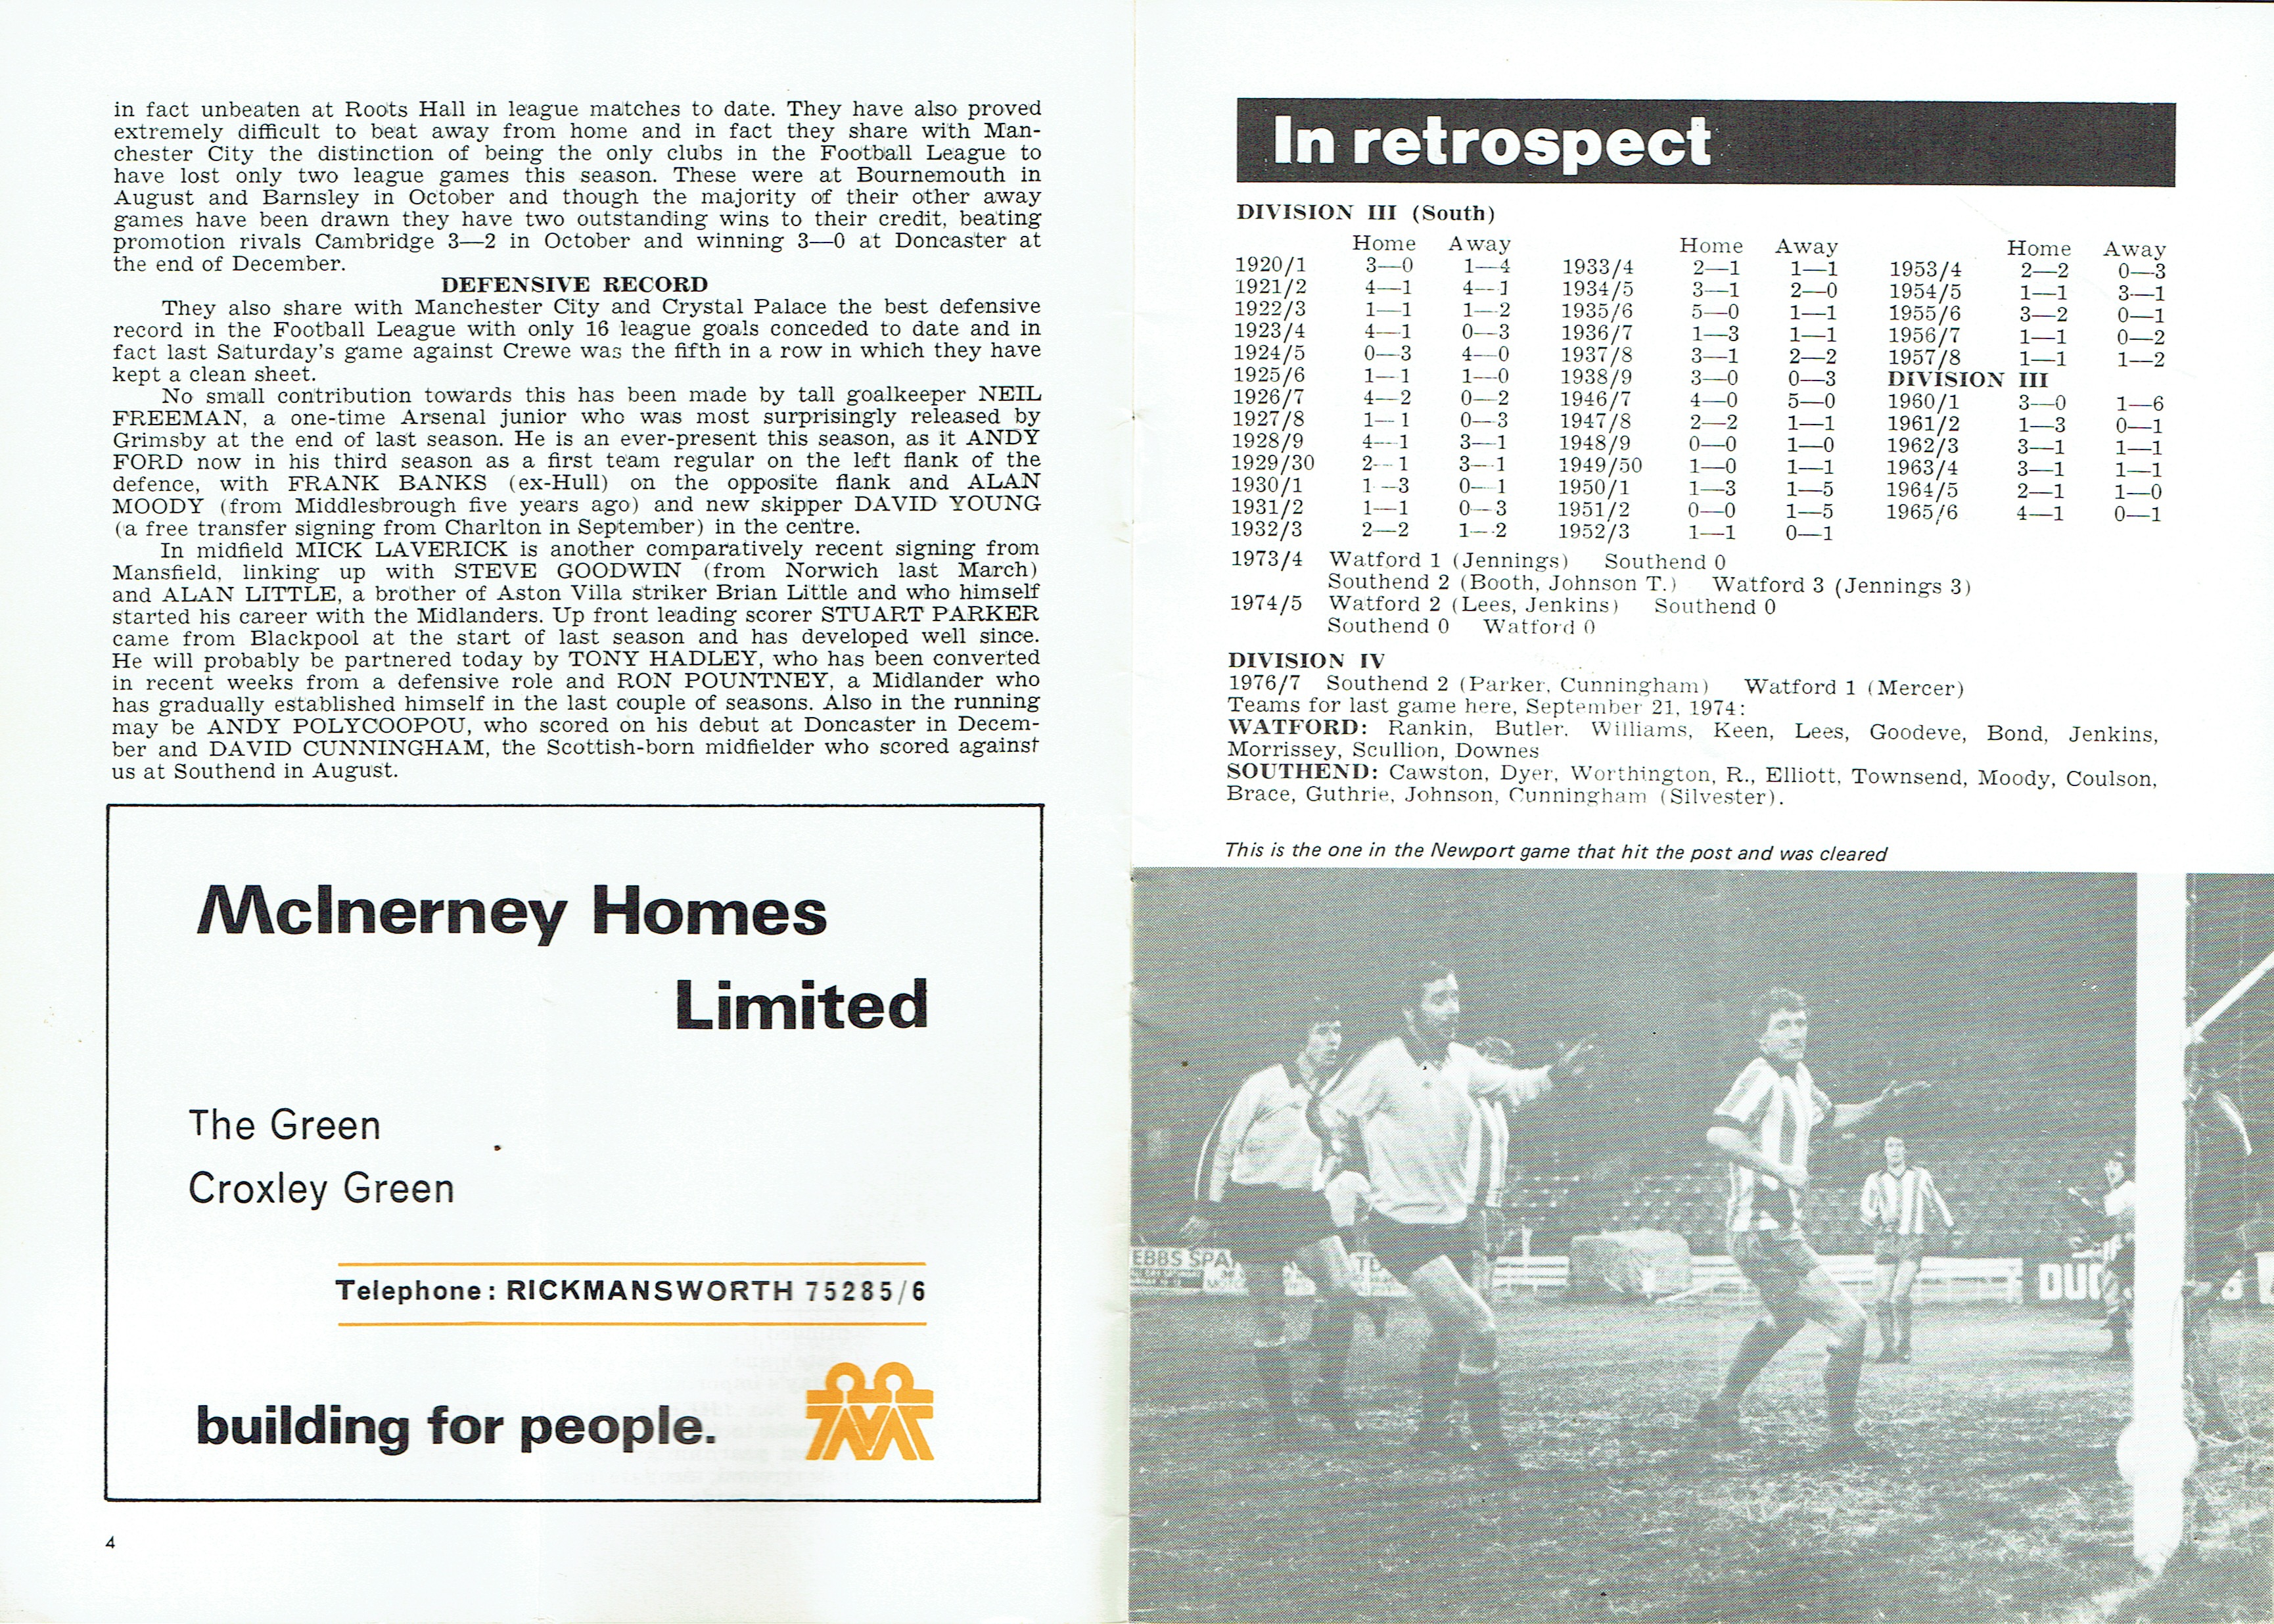 in fact unbeaten at Roots Hall in league matches to date. They have also proved
extremely difficult to beat away from home and in fact they share with Man-
chester City the distinction of being the only clubs in the Football League to
have lost only two league games this season. These were at Bournemouth in
August and Barnsley in October and though the majority of their other away
games have been drawn they have two outstanding wins to their credit, beating
promotion rivals Cambridge 3—2 in October and winning 3—0 at Doncaster at
the end of December.
DEFENSIVE RECORD
They also share with Manchester City and Crystal Palace the best defensive
record in the Football League with only 16 league goals conceded to date and in
fact last Saturday's game against Crewe was the fifth in a row in which they have
kept a clean sheet.
No small contribution towards this has been made by tall goalkeeper NEIL
FREEMAN, a one-time Arsenal junior who was most surprisingly released by
Grimsby at the end of last season. He is an ever-present this season, as it ANDY
FORD now in his third season as a first team regular on the left flank of the
defence, with FRANK BANKS (ex-Hull) on the opposite flank and ALAN
MOODY (from Middlesbrough five years ago) and new skipper DAVID YOUNG
(a free transfer signing from Charlton in September) in the centre.
In midfield MICK LAVERICK is another comparatively recent signing from
Mansfield, linking up with STEVE GOODWIN (from Norwich last March)
and ALAN LITTLE, a brother of Aston Villa striker Brian Little and who himself
started his career with the Midlanders. Up front leading scorer STUART PARKER
came from Blackpool at the start of last season and has developed well since.
He will probably be partnered today by TONY HADLEY, who has been converted
in recent weeks from a defensive role and RON POUNTNEY, a Midlander who
has gradually established himself in the last couple of seasons. Also in the running
may be ANDY POLYCOOPOU, who scored on his debut at Doncaster in Decem-
ber and DAVID CUNNINGHAM, the Scottish-born midfielder who scored against
us at Southend in August.
McInerney Homes
Limited
The Green
Croxley Green
Telephone: RICKMANSWORTH 75285/6
building for people.
4
In retrospect
DIVISION III (South)
Home Away
1920/1 3—0 1—4
1921/2 4—1 4—1
1922/3 1—1 1—2
1923/4 4—1 0—3
1924/5 0—3 4—0
1925/6 1—1 1—0
1926/7 4—2 0—2
1927/8 1—1 0—3
1928/9 4—1 3—1
1929/30 2—1 3—1
1930/1 1—3 0—1
1931/2 1—1 0—3
1932/3 2—2 1—2
Home Away
1933/4 2—1 1—1
1934/5 3—1 2—0
1935/6 5—0 1—1
1936/7 1—3 1—1
1937/8 3—1 2—2
1938/9 3—0 0—3
1946/7 4—0 5—0
1947/8 2—2 1—1
1948/9 0—0 1—0
1949/50 1—0 1—1
1950/1 1—3 1—5
1951/2 0—0 1—5
1952/3 1—1 0—1
Home Away
1953/4 2—2 0—3
1954/5 1—1 3—1
1955/6 3—2 0—1
1956/7 1—1 0—2
1957/8 1—1 1—2
DIVISION III
1960/1 3—0 1—6
1961/2 1—3 0—1
1962/3 3—1 1—1
1963/4 3—1 1—1
1964/5 2—1 1—0
1965/6 4—1 0—1
1973/4 Watford 1 (Jennings) Southend 0
Southend 2 (Booth, Johnson T.) Watford 3 (Jennings 3)
1974/5 Watford 2 (Lees, Jenkins) Southend 0
Southend 0 Watford 0
DIVISION IV
1976/7 Southend 2 (Parker, Cunningham) Watford 1 (Mercer)
Teams for last game here, September 21, 1974:
WATFORD: Rankin, Butler, Williams, Keen, Lees, Goodeve, Bond, Jenkins,
Morrissey, Scullion, Downes
SOUTHEND: Cawston, Dyer, Worthington, R., Elliott, Townsend, Moody, Coulson,
Brace, Guthrie, Johnson, Cunningham (Silvester).
This is the one in the Newport game that hit the post and was cleared
EBBS SPA